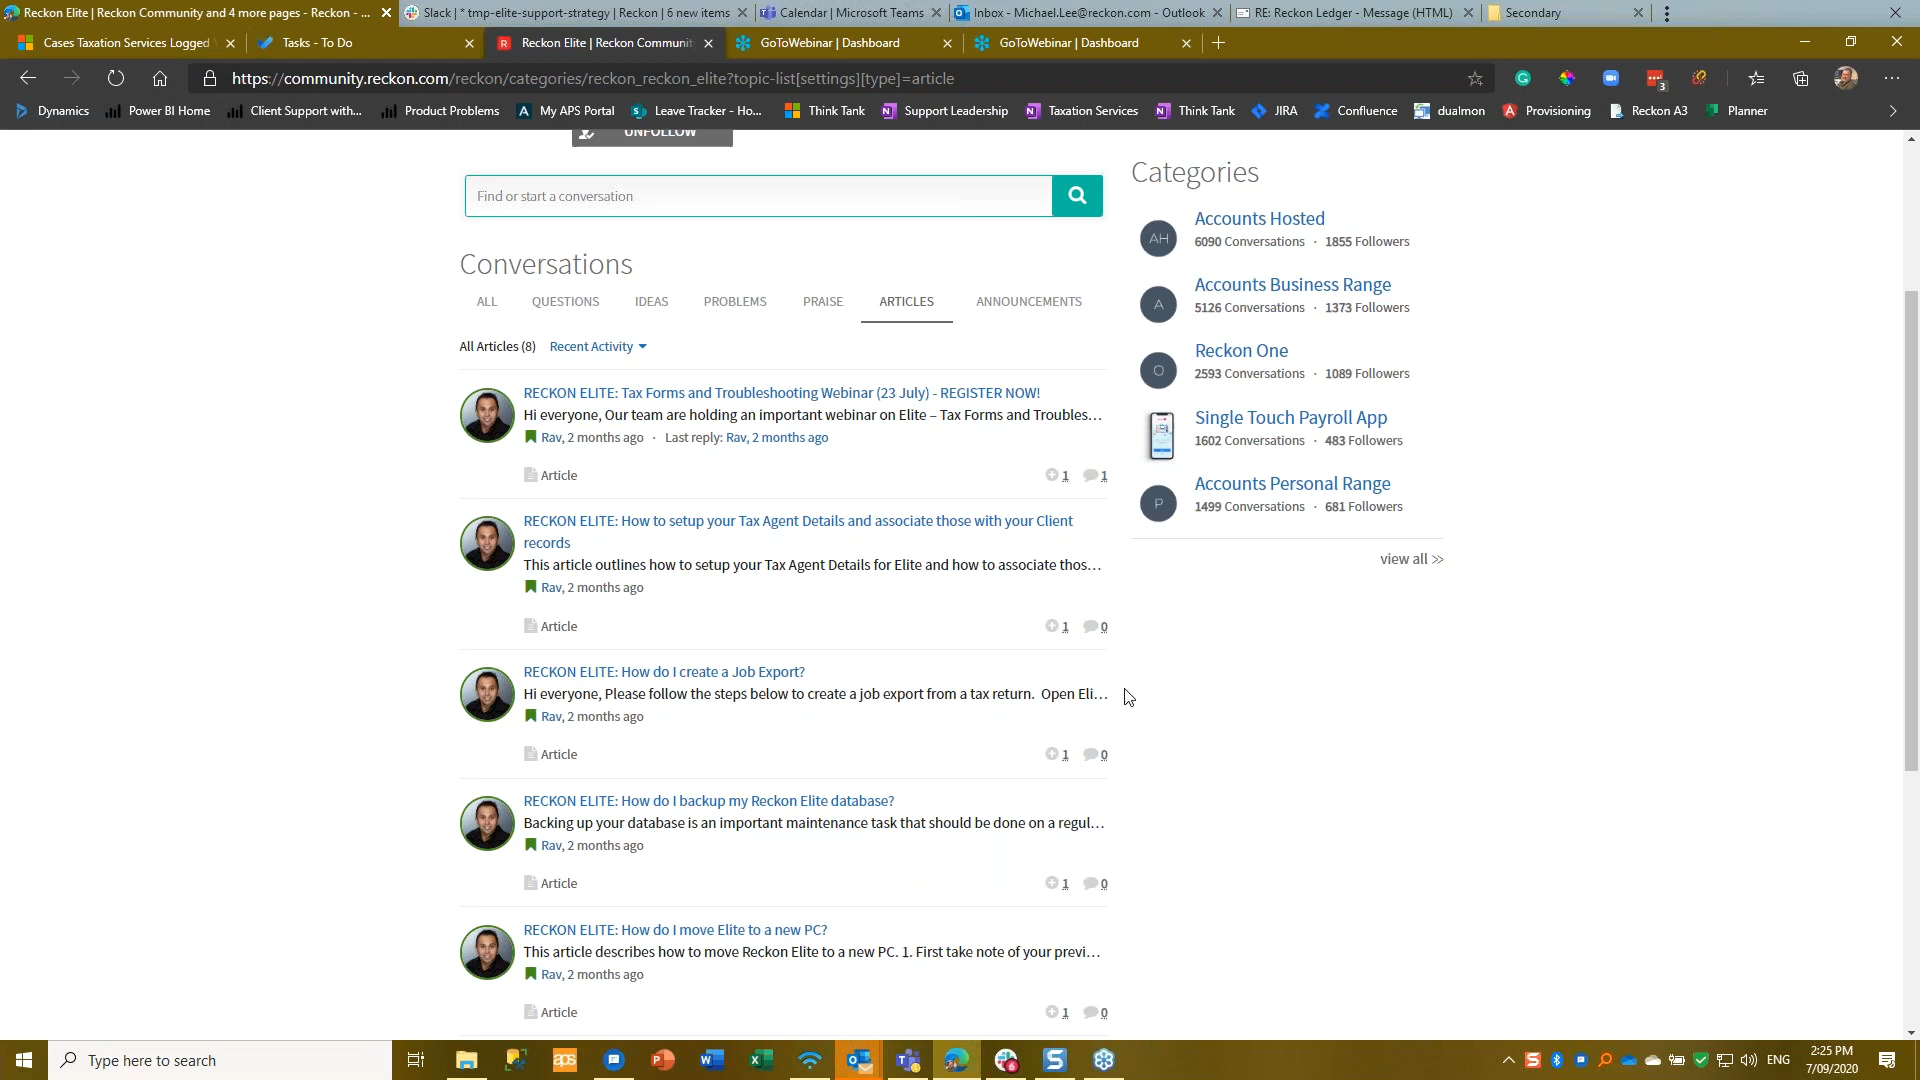 Reckon Elite | Reckon Community and 4 more pages - Reckon - ...
Slack | * tmp-elite-support-strategy | Reckon | 6 new items
Calendar | Microsoft Teams
Inbox - Michael.Lee@reckon.com - Outlook
RE: Reckon Ledger - Message (HTML)
Secondary
Cases Taxation Services Logged
Tasks - To Do
R
Reckon Elite | Reckon Communit
GoToWebinar | Dashboard
GoToWebinar | Dashboard
https://community.reckon.com/reckon/categories/reckon_reckon_elite?topic-list[settings][type]=article
3
Dynamics
Power BI Home
Client Support with...
Product Problems
My APS Portal
Leave Tracker - Ho...
Think Tank
Support Leadership
Taxation Services
Think Tank
JIRA
Confluence
dualmon
Provisioning
Reckon A3
Planner
UNFOLLOW
Find or start a conversation
Conversations
ALL
QUESTIONS
IDEAS
PROBLEMS
PRAISE
ARTICLES
ANNOUNCEMENTS
All Articles (8) Recent Activity
RECKON ELITE: Tax Forms and Troubleshooting Webinar (23 July) - REGISTER NOW!
Hi everyone, Our team are holding an important webinar on Elite – Tax Forms and Troubles...
Rav, 2 months ago · Last reply: Rav, 2 months ago
Article
1 1
RECKON ELITE: How to setup your Tax Agent Details and associate those with your Client
records
This article outlines how to setup your Tax Agent Details for Elite and how to associate thos...
Rav, 2 months ago
Article
1 0
RECKON ELITE: How do I create a Job Export?
Hi everyone, Please follow the steps below to create a job export from a tax return. Open Eli...
Rav, 2 months ago
Article
1 0
RECKON ELITE: How do I backup my Reckon Elite database?
Backing up your database is an important maintenance task that should be done on a regul...
Rav, 2 months ago
Article
1 0
RECKON ELITE: How do I move Elite to a new PC?
This article describes how to move Reckon Elite to a new PC. 1. First take note of your previ...
Rav, 2 months ago
Article
1 0
Categories
AH
Accounts Hosted
6090 Conversations · 1855 Followers
A
Accounts Business Range
5126 Conversations · 1373 Followers
O
Reckon One
2593 Conversations · 1089 Followers
Single Touch Payroll App
1602 Conversations · 483 Followers
P
Accounts Personal Range
1499 Conversations · 681 Followers
view all >>
Type here to search
aps
6
ENG
2:25 PM
7/09/2020